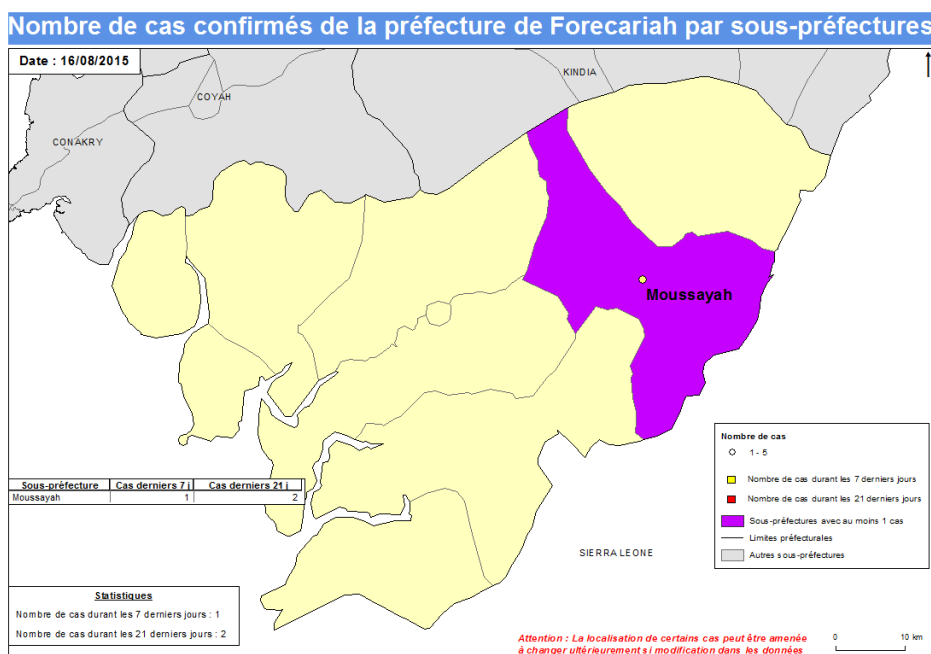 Nombre de cas confirmés de la préfecture de Forecariah par sous-préfectures
Date : 16/08/2015
KINDIA
COYAH
CONAKRY
Moussayah
Nombre de cas
1 - 5
Nombre de cas durant les 7 derniers jours
Nombre de cas durant les 21 derniers jours
Sous-préfectures avec au moins 1 cas
Limites préfecturales
Autres sous-préfectures
Sous-préfecture Cas derniers 7 j Cas derniers 21 j
Moussayah 1 2
SIERRA LEONE
Statistiques
Nombre de cas durant les 7 derniers jours : 1
Nombre de cas durant les 21 derniers jours : 2
Attention : La localisation de certains cas peut être amenée
à changer ultérieurement si modification dans les données
0 10 km